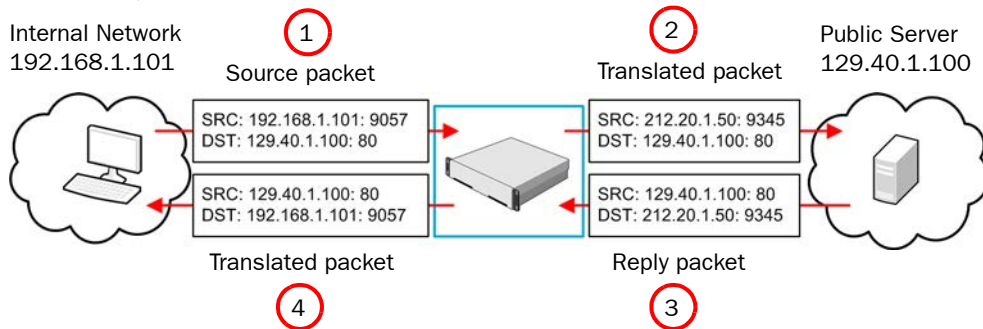 Internal Network
192.168.1.101
1
Source packet
2
Translated packet
Public Server
129.40.1.100
SRC: 192.168.1.101: 9057
DST: 129.40.1.100: 80
SRC: 212.20.1.50: 9345
DST: 129.40.1.100: 80
SRC: 129.40.1.100: 80
DST: 192.168.1.101: 9057
SRC: 129.40.1.100: 80
DST: 212.20.1.50: 9345
Translated packet
4
Reply packet
3